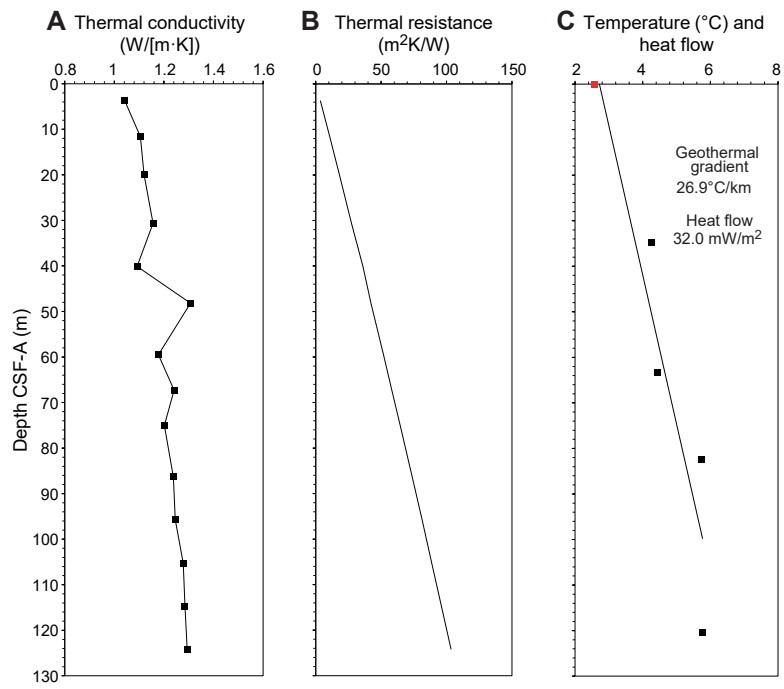 A Thermal conductivity
(W/[m·K])
0.8 1 1.2 1.4 1.6
B Thermal resistance
(m²K/W)
0 50 100 150
C Temperature (°C) and
heat flow
2 4 6 8
Depth CSF-A (m)
0
10
20
30
40
50
60
70
80
90
100
110
120
130
Geothermal
gradient
26.9°C/km
Heat flow
32.0 mW/m²